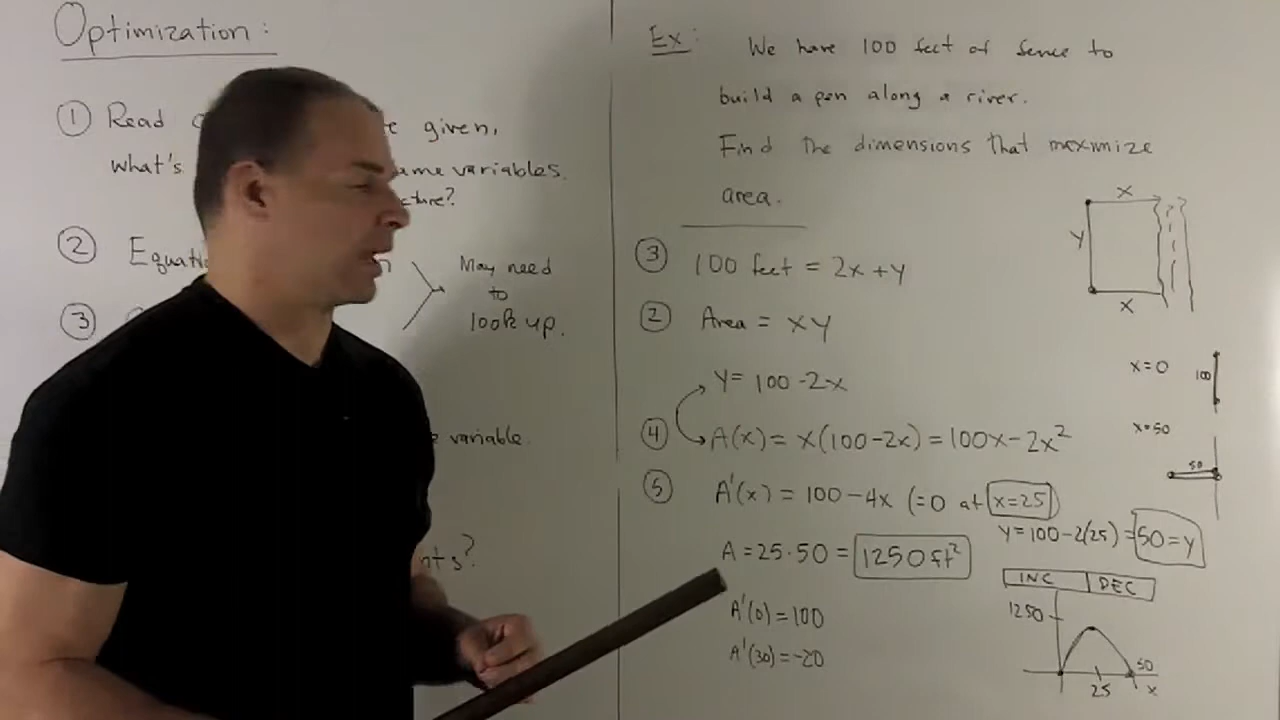 Optimization:
① Read given,
what's ame variables.
cture?
② Equati
③
May need
to
look up.
e variable.
nts?
Ex: We have 100 feet of fence to
build a pen along a river.
Find the dimensions that maximize
area.
③ 100 feet = 2x + y
② Area = xy
y = 100 - 2x
④ A(x) = x(100-2x) = 100x - 2x²
⑤ A'(x) = 100 - 4x (=0 at x=25)
y = 100 - 2(25) = 50 = y
A = 25·50 = 1250 ft²
A'(0) = 100
A'(30) = -20
x
y
x
x=0 100
x=50
50
INC DEC
1250
50
25 x